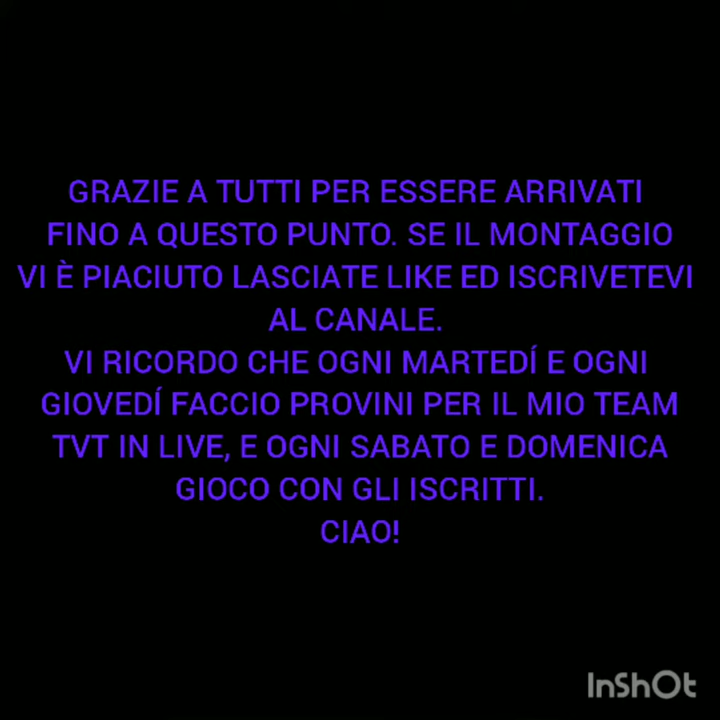 GRAZIE A TUTTI PER ESSERE ARRIVATI
FINO A QUESTO PUNTO. SE IL MONTAGGIO
VI È PIACIUTO LASCIATE LIKE ED ISCRIVETEVI
AL CANALE.
VI RICORDO CHE OGNI MARTEDÍ E OGNI
GIOVEDÍ FACCIO PROVINI PER IL MIO TEAM
TVT IN LIVE, E OGNI SABATO E DOMENICA
GIOCO CON GLI ISCRITTI.
CIAO!
InShOt